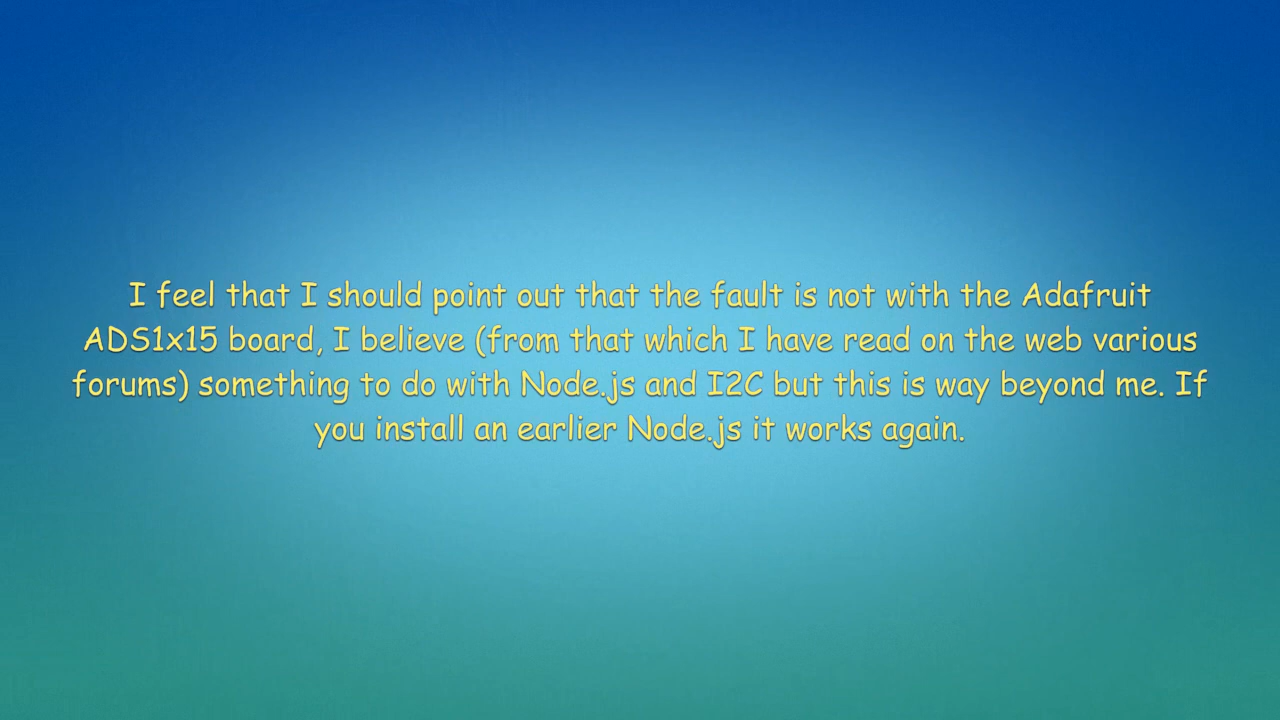 I feel that I should point out that the fault is not with the Adafruit
ADS1x15 board, I believe (from that which I have read on the web various
forums) something to do with Node.js and I2C but this is way beyond me. If
you install an earlier Node.js it works again.